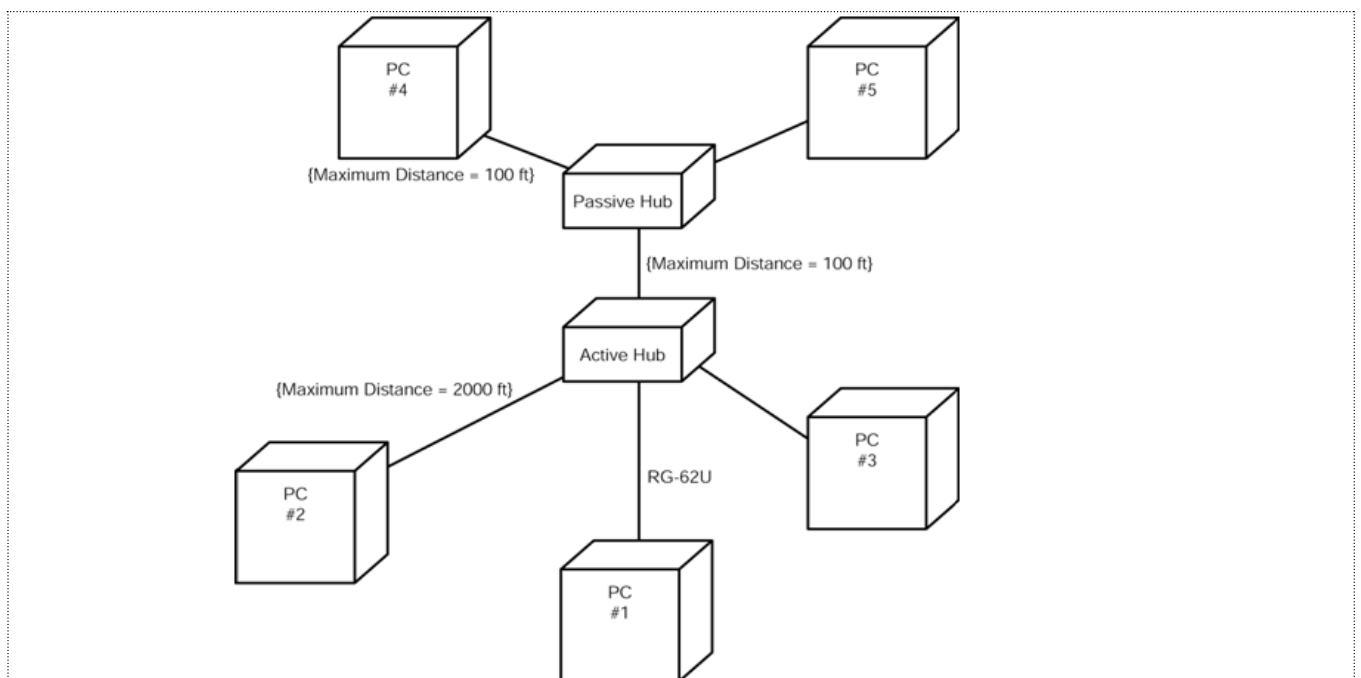 PC
#4
PC
#5
{Maximum Distance = 100 ft}
Passive Hub
{Maximum Distance = 100 ft}
Active Hub
{Maximum Distance = 2000 ft}
PC
#3
RG-62U
PC
#2
PC
#1